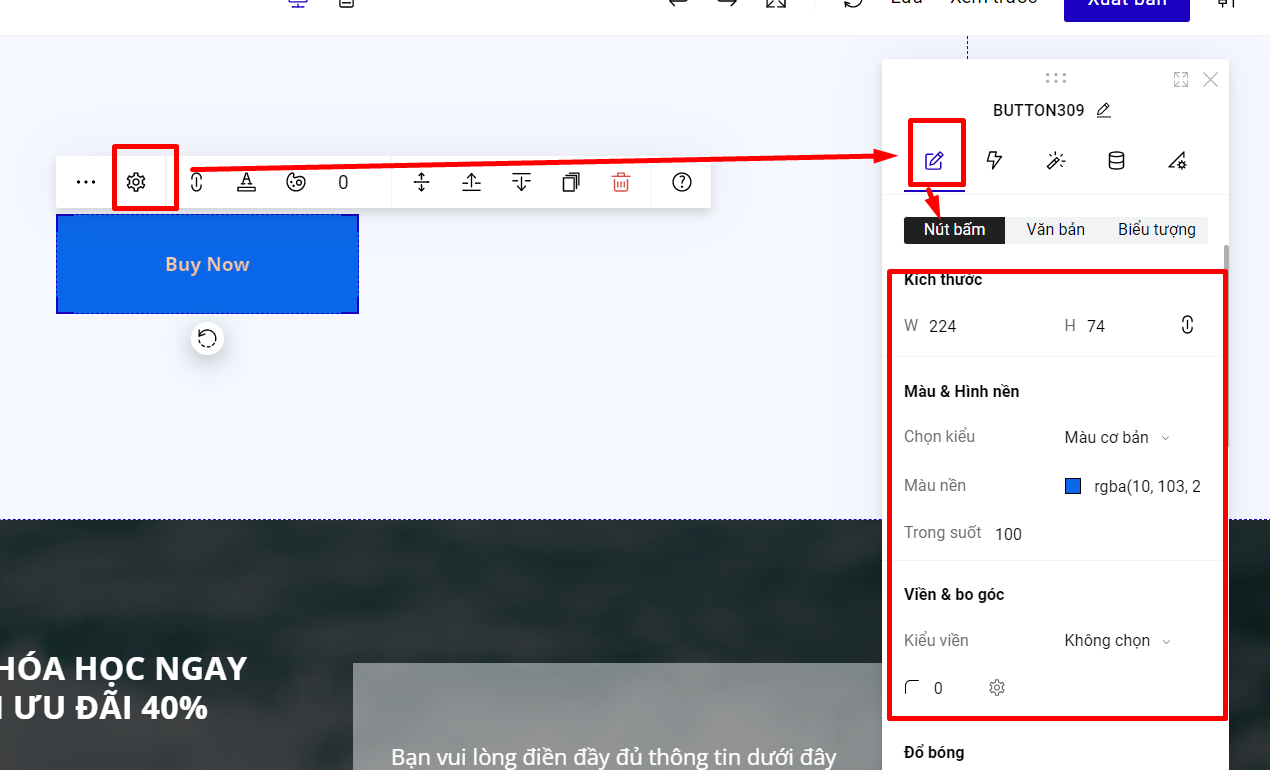 Lưu Xem trước Xuất bản
BUTTON309
0
Nút bấm Văn bản Biểu tượng
Buy Now
Kích thước
W 224 H 74
Màu & Hình nền
Chọn kiểu Màu cơ bản
Màu nền rgba(10, 103, 2
Trong suốt 100
Viền & bo góc
Kiểu viền Không chọn
HÓA HỌC NGAY
0
ƯU ĐÃI 40%
Đổ bóng
Bạn vui lòng điền đầy đủ thông tin dưới đây